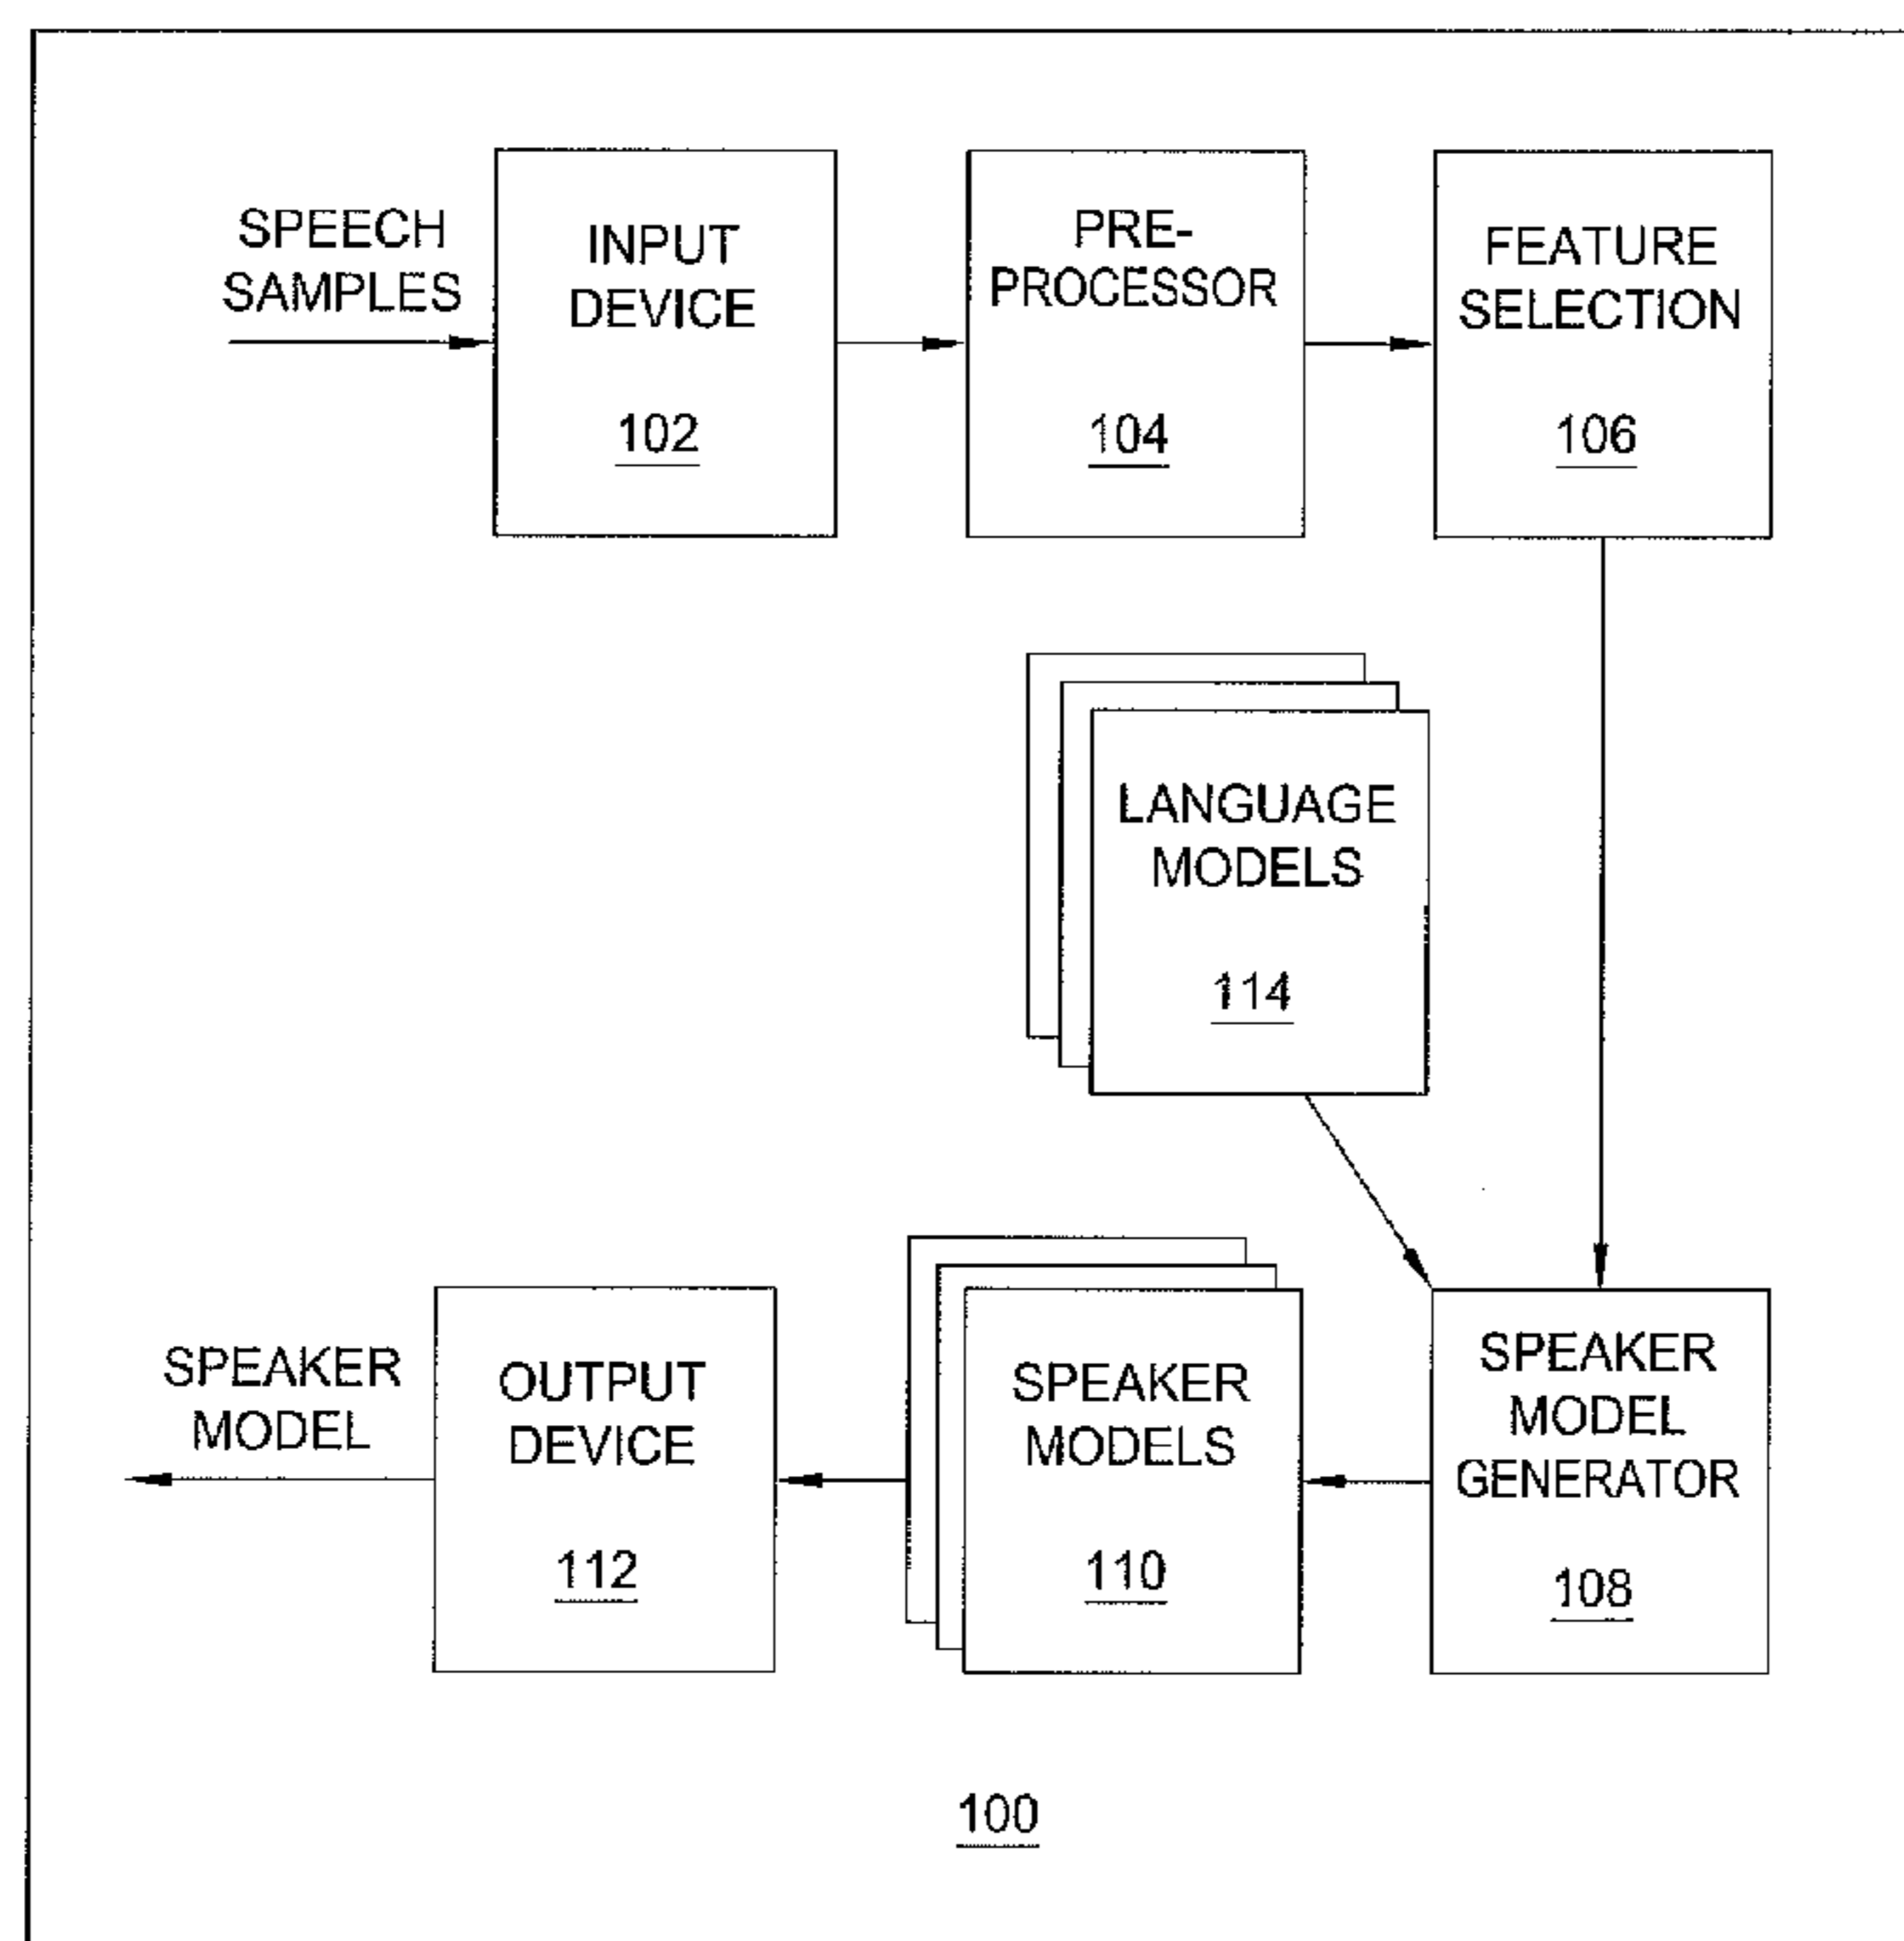 SPEECH
SAMPLES
INPUT
DEVICE
102
PRE-
PROCESSOR
104
FEATURE
SELECTION
106
LANGUAGE
MODELS
114
SPEAKER
MODEL
OUTPUT
DEVICE
112
SPEAKER
MODELS
110
SPEAKER
MODEL
GENERATOR
108
100